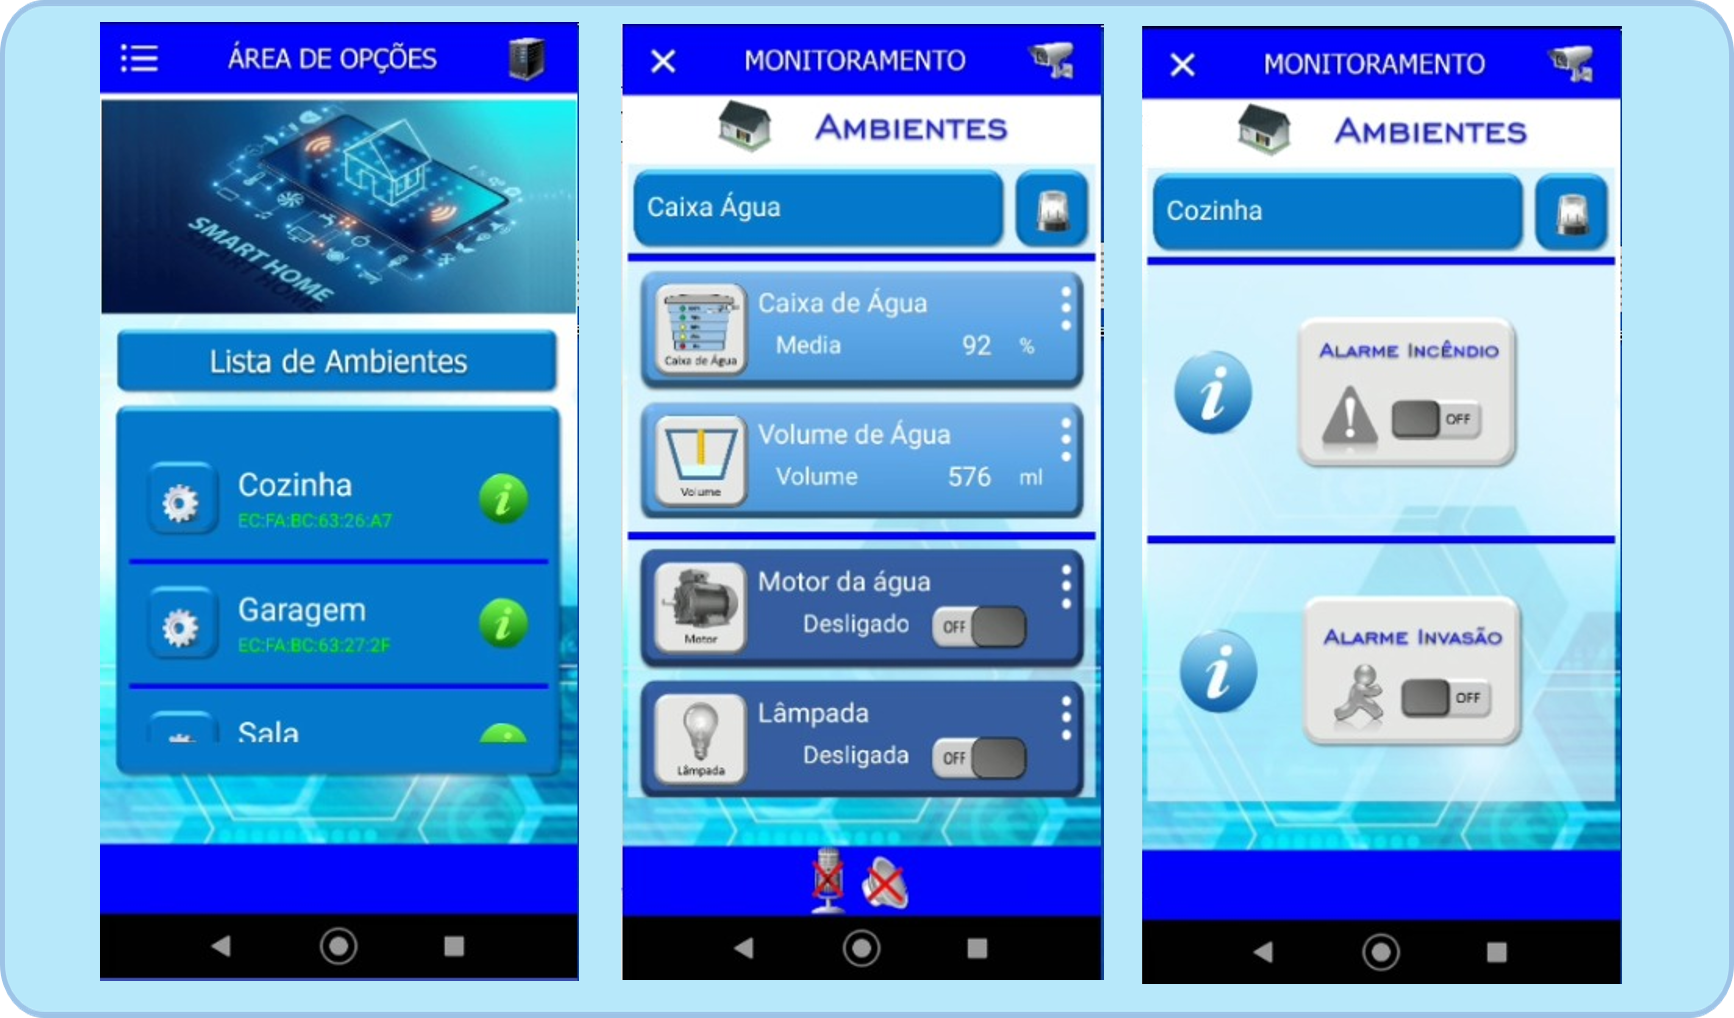 ÁREA DE OPÇÕES
SMART HOME
Lista de Ambientes
Cozinha
EC:FA:BC:63:26:A7
Garagem
EC:FA:BC:63:27:2F
Sala
MONITORAMENTO
AMBIENTES
Caixa Água
Caixa de Água
Caixa de Água
Media 92 %
Volume de Água
Volume
Volume 576 ml
Motor da água
Motor
Desligado OFF
Lâmpada
Lâmpada
Desligada OFF
MONITORAMENTO
AMBIENTES
Cozinha
i
ALARME INCÊNDIO
OFF
i
ALARME INVASÃO
OFF